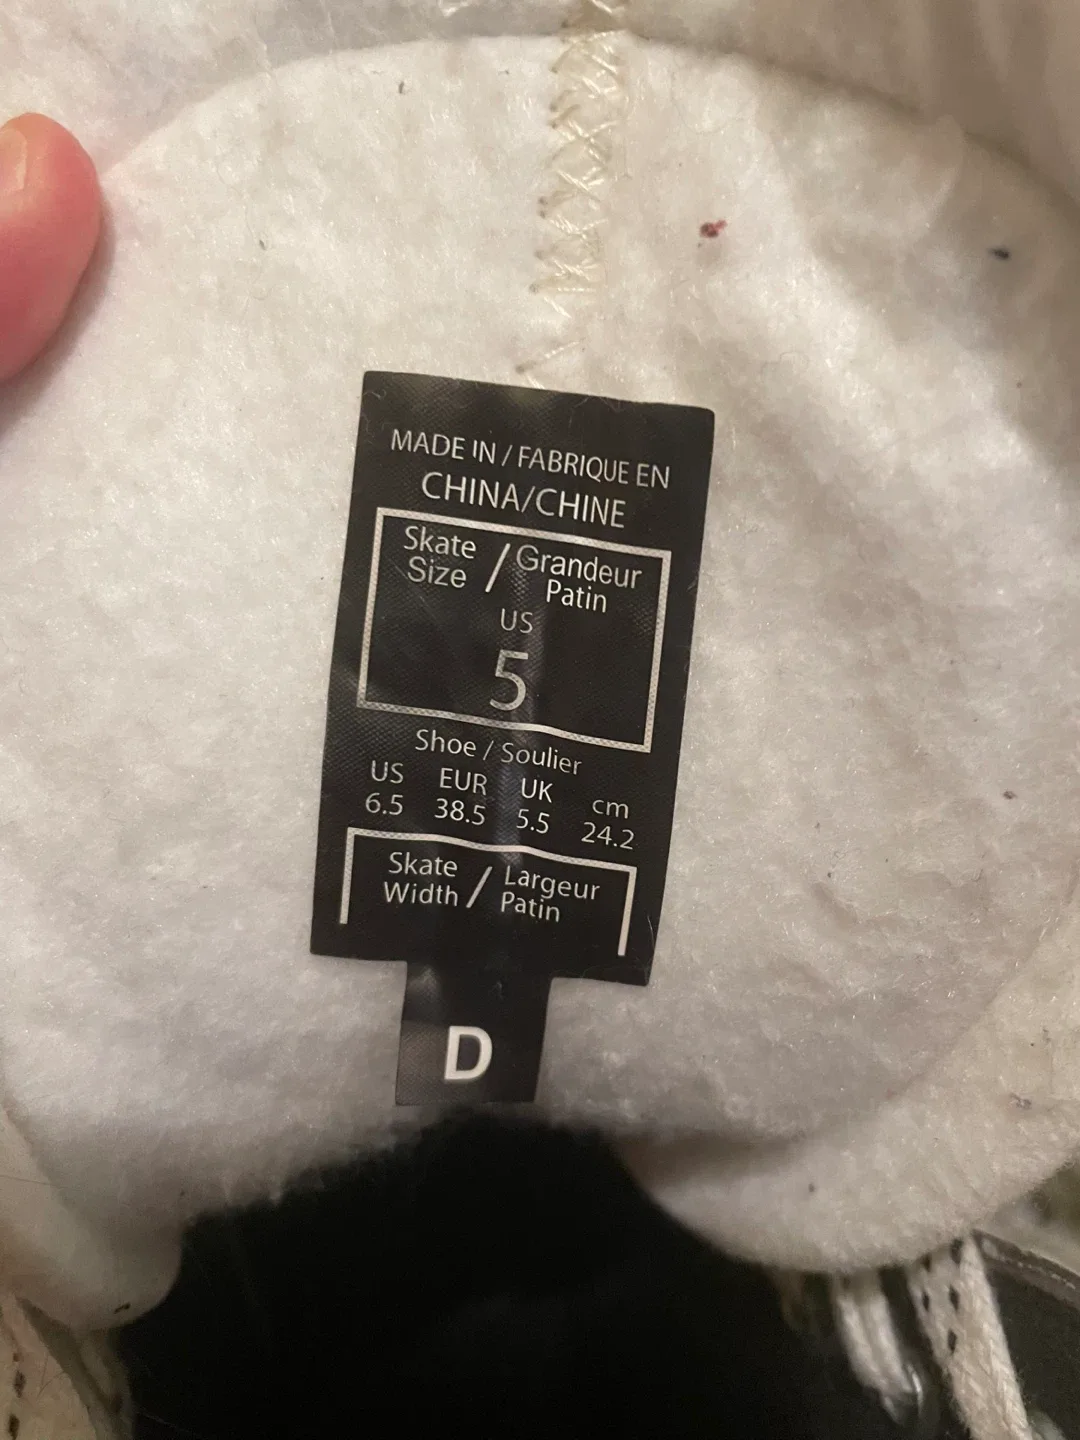 MADE IN / FABRIQUE EN
CHINA/CHINE
Skate Size / Grandeur Patin
US
5
Shoe / Soulier
US EUR UK cm
6.5 38.5 5.5 24.2
Skate Width / Largeur Patin
D